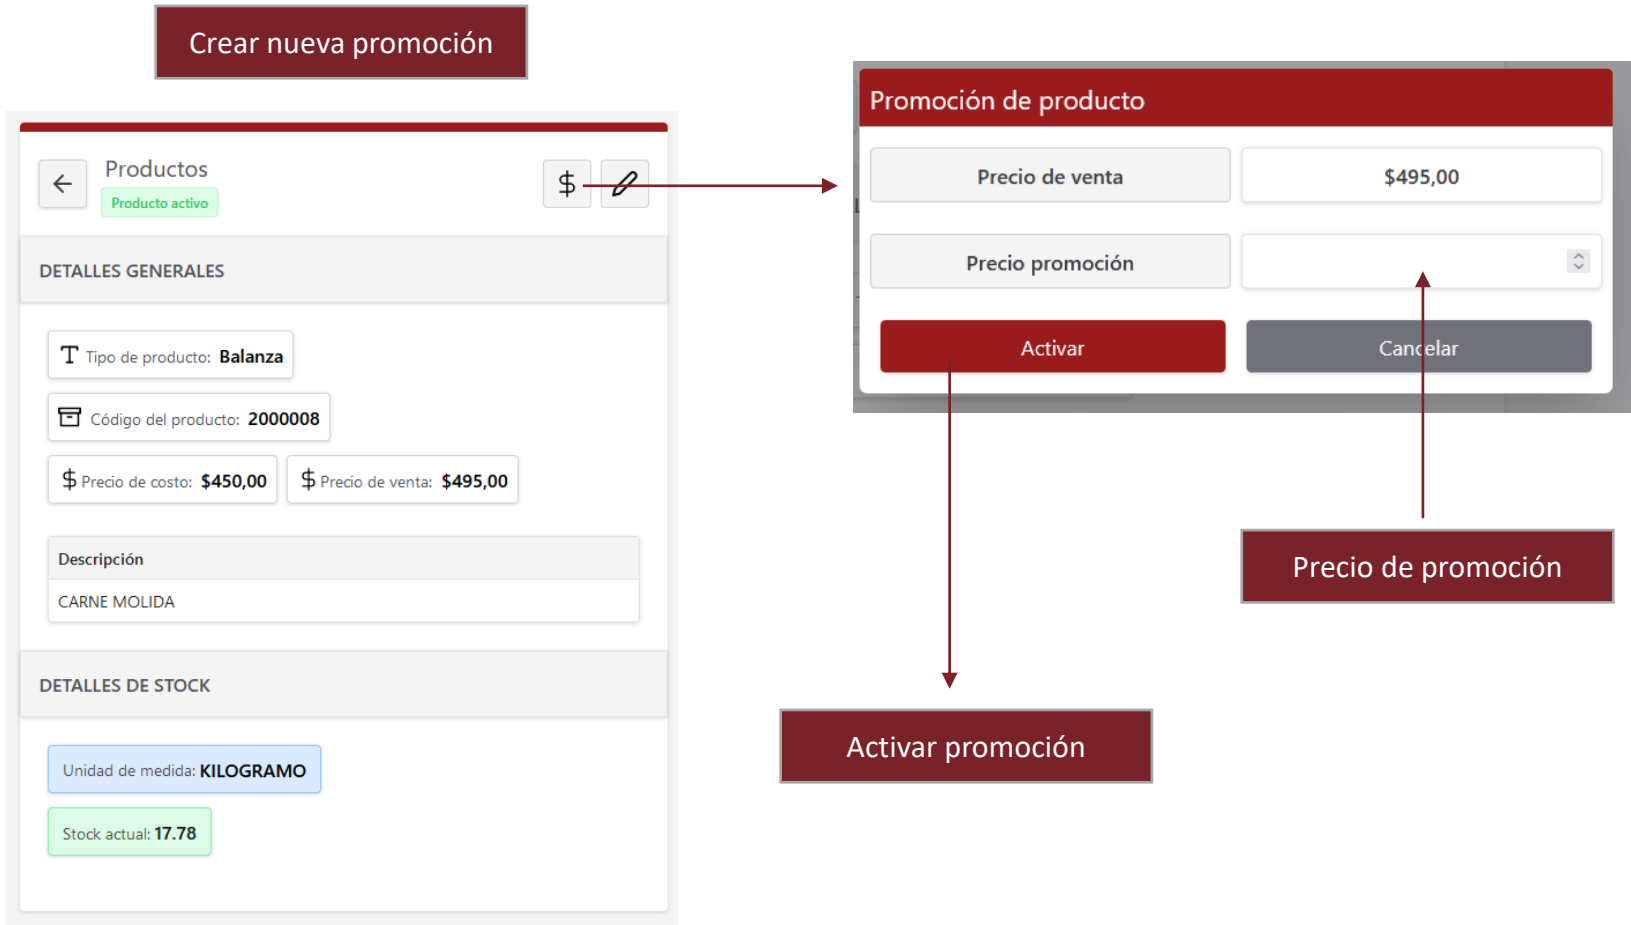 Crear nueva promoción
Productos
Producto activo
DETALLES GENERALES
Tipo de producto: Balanza
Código del producto: 2000008
Precio de costo: $450,00
Precio de venta: $495,00
Descripción
CARNE MOLIDA
DETALLES DE STOCK
Unidad de medida: KILOGRAMO
Stock actual: 17.78
Promoción de producto
Precio de venta
$495,00
Precio promoción
Activar
Cancelar
Precio de promoción
Activar promoción